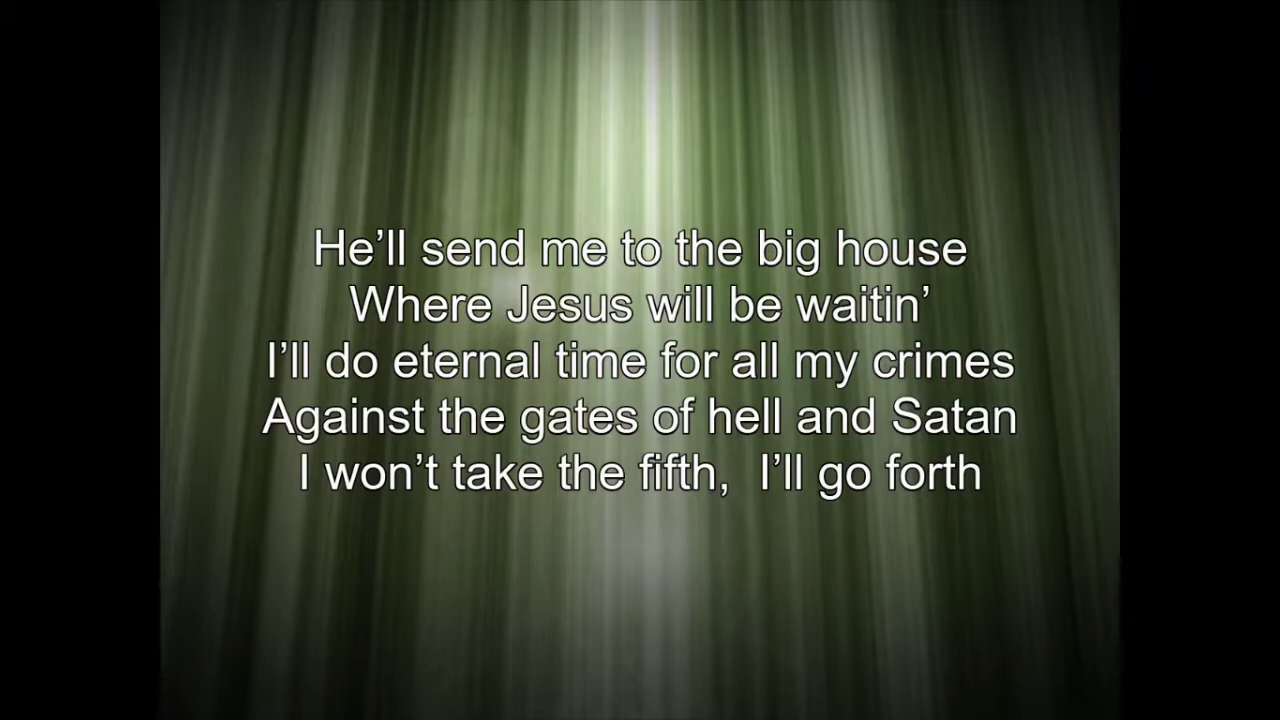 He’ll send me to the big house
Where Jesus will be waitin’
I’ll do eternal time for all my crimes
Against the gates of hell and Satan
I won’t take the fifth,  I’ll go forth